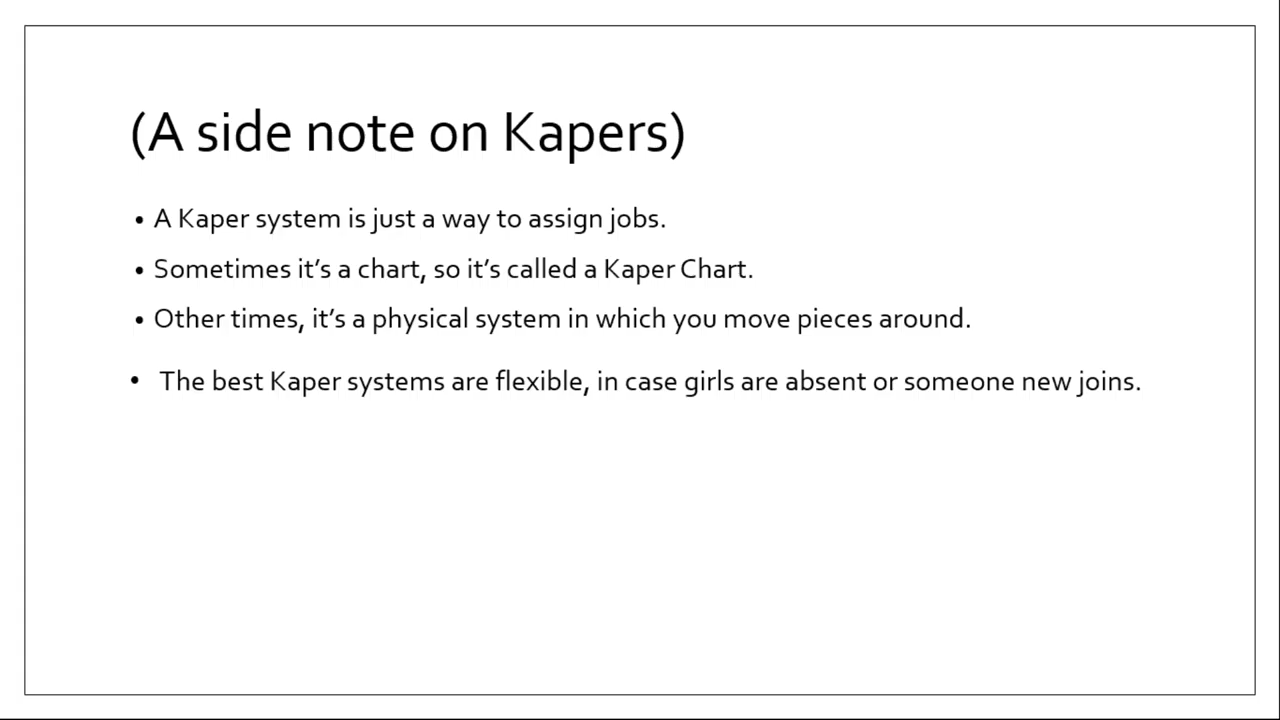 (A side note on Kapers)
• A Kaper system is just a way to assign jobs.
• Sometimes it’s a chart, so it’s called a Kaper Chart.
• Other times, it’s a physical system in which you move pieces around.
• The best Kaper systems are flexible, in case girls are absent or someone new joins.